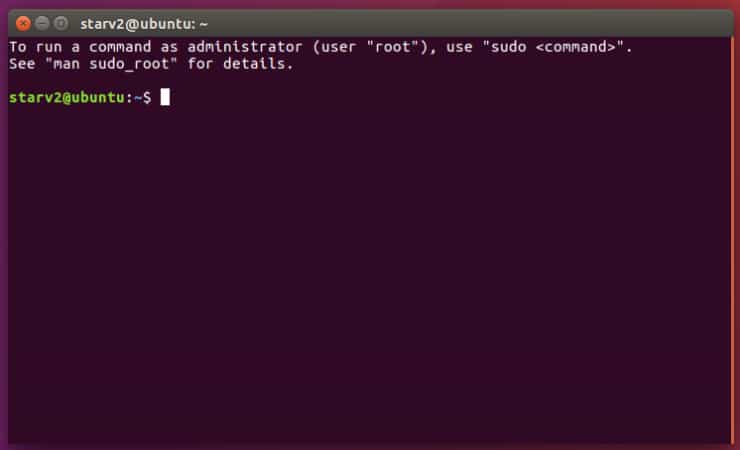 starv2@ubuntu: ~
To run a command as administrator (user "root"), use "sudo <command>".
See "man sudo_root" for details.
starv2@ubuntu:~$